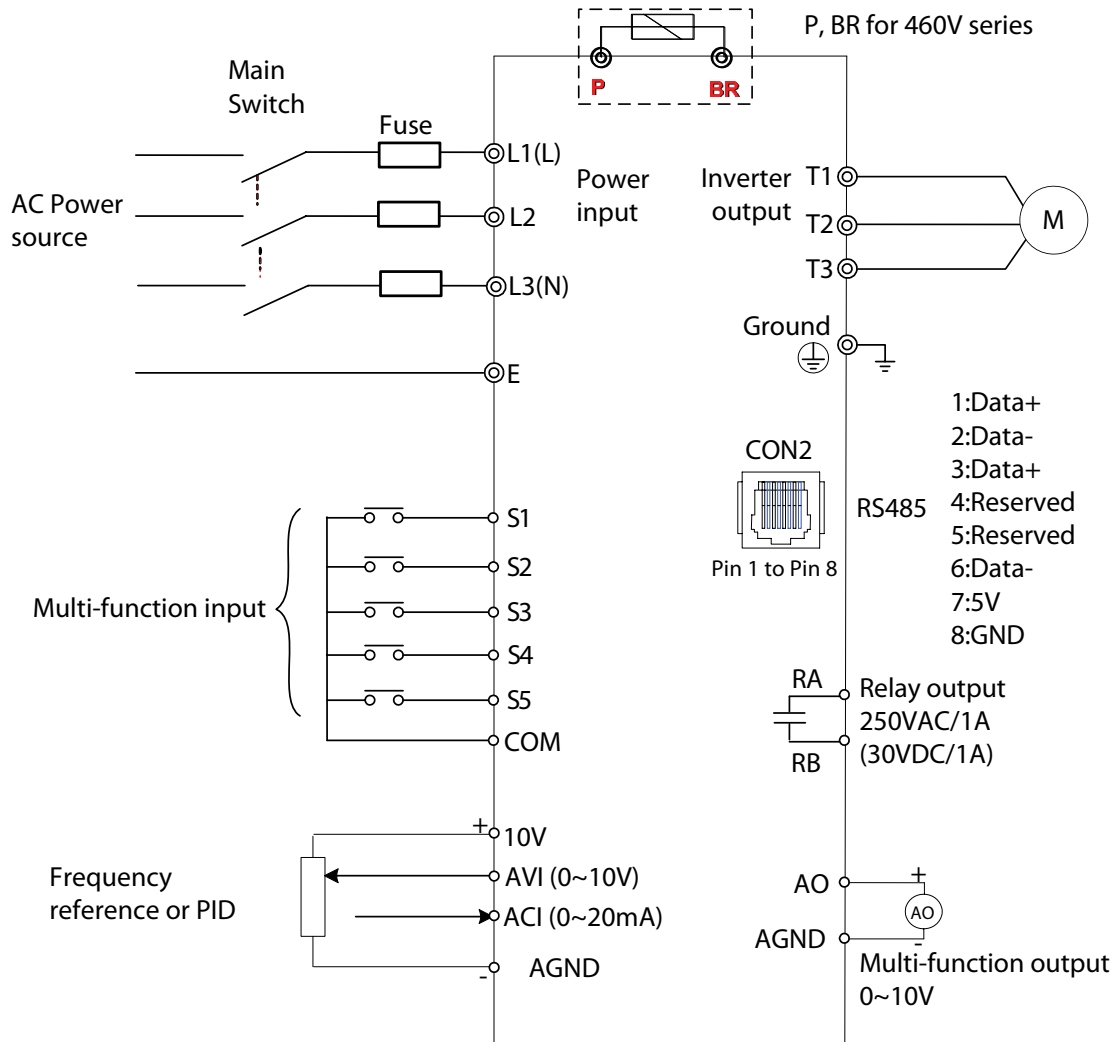 P, BR for 460V series
P
BR
Main
Switch
Fuse
L1(L)
Power
input
Inverter
output
T1
AC Power
source
L2
T2
M
L3(N)
T3
Ground
E
1:Data+
2:Data-
3:Data+
4:Reserved
5:Reserved
6:Data-
7:5V
8:GND
CON2
RS485
Pin 1 to Pin 8
S1
S2
Multi-function input
S3
S4
S5
COM
RA
Relay output
250VAC/1A
(30VDC/1A)
RB
+
10V
Frequency
reference or PID
AVI (0~10V)
ACI (0~20mA)
-
AGND
AO
+
AO
AGND
-
Multi-function output
0~10V